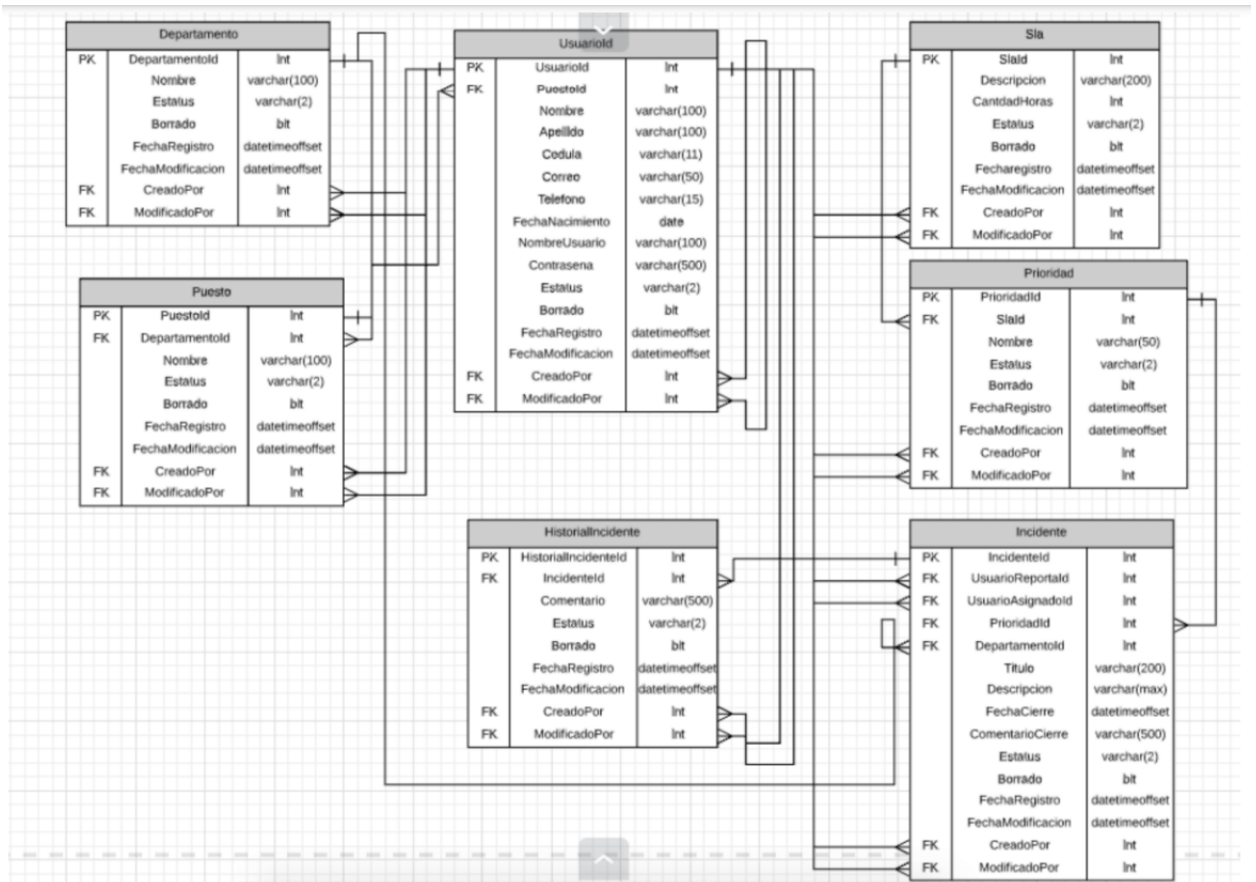 Departamento
PK DepartamentoId Int
Nombre varchar(100)
Estatus varchar(2)
Borrado bit
FechaRegistro datetimeoffset
FechaModificacion datetimeoffset
FK CreadoPor Int
FK ModificadoPor Int
Puesto
PK PuestoId Int
FK DepartamentoId Int
Nombre varchar(100)
Estatus varchar(2)
Borrado bit
FechaRegistro datetimeoffset
FechaModificacion datetimeoffset
FK CreadoPor Int
FK ModificadoPor Int
UsuarioId
PK UsuarioId Int
FK PuestoId Int
Nombre varchar(100)
Apellido varchar(100)
Cedula varchar(11)
Correo varchar(50)
Telefono varchar(15)
FechaNacimiento date
NombreUsuario varchar(100)
Contrasena varchar(500)
Estatus varchar(2)
Borrado bit
FechaRegistro datetimeoffset
FechaModificacion datetimeoffset
FK CreadoPor Int
FK ModificadoPor Int
HistorialIncidente
PK HistorialIncidenteId Int
FK IncidenteId Int
Comentario varchar(500)
Estatus varchar(2)
Borrado bit
FechaRegistro datetimeoffset
FechaModificacion datetimeoffset
FK CreadoPor Int
FK ModificadoPor Int
Sla
PK SlaId Int
Descripcion varchar(200)
CantdadHoras Int
Estatus varchar(2)
Borrado bit
Fecharegistro datetimeoffset
FechaModificacion datetimeoffset
FK CreadoPor Int
FK ModificadoPor Int
Prioridad
PK PrioridadId Int
FK SlaId Int
Nombre varchar(50)
Estatus varchar(2)
Borrado bit
FechaRegistro datetimeoffset
FechaModificacion datetimeoffset
FK CreadoPor Int
FK ModificadoPor Int
Incidente
PK IncidenteId Int
FK UsuarioReportaId Int
FK UsuarioAsignadoId Int
FK PrioridadId Int
FK DepartamentoId Int
Titulo varchar(200)
Descripcion varchar(max)
FechaCierre datetimeoffset
ComentarioCierre varchar(500)
Estatus varchar(2)
Borrado bit
FechaRegistro datetimeoffset
FechaModificacion datetimeoffset
FK CreadoPor Int
FK ModificadoPor Int